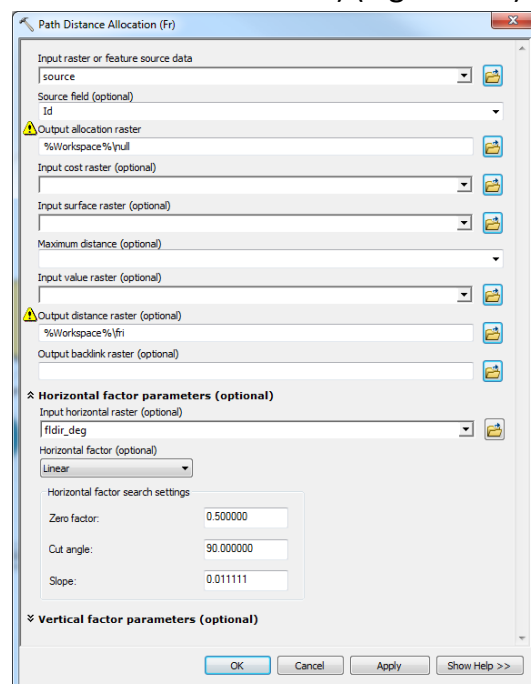 Path Distance Allocation (Fr)
Input raster or feature source data
source
Source field (optional)
Id
Output allocation raster
%Workspace%\null
Input cost raster (optional)
Input surface raster (optional)
Maximum distance (optional)
Input value raster (optional)
Output distance raster (optional)
%Workspace%\fri
Output backlink raster (optional)
Horizontal factor parameters (optional)
Input horizontal raster (optional)
fldir_deg
Horizontal factor (optional)
Linear
Horizontal factor search settings
Zero factor: 0.500000
Cut angle: 90.000000
Slope: 0.011111
Vertical factor parameters (optional)
OK Cancel Apply Show Help >>